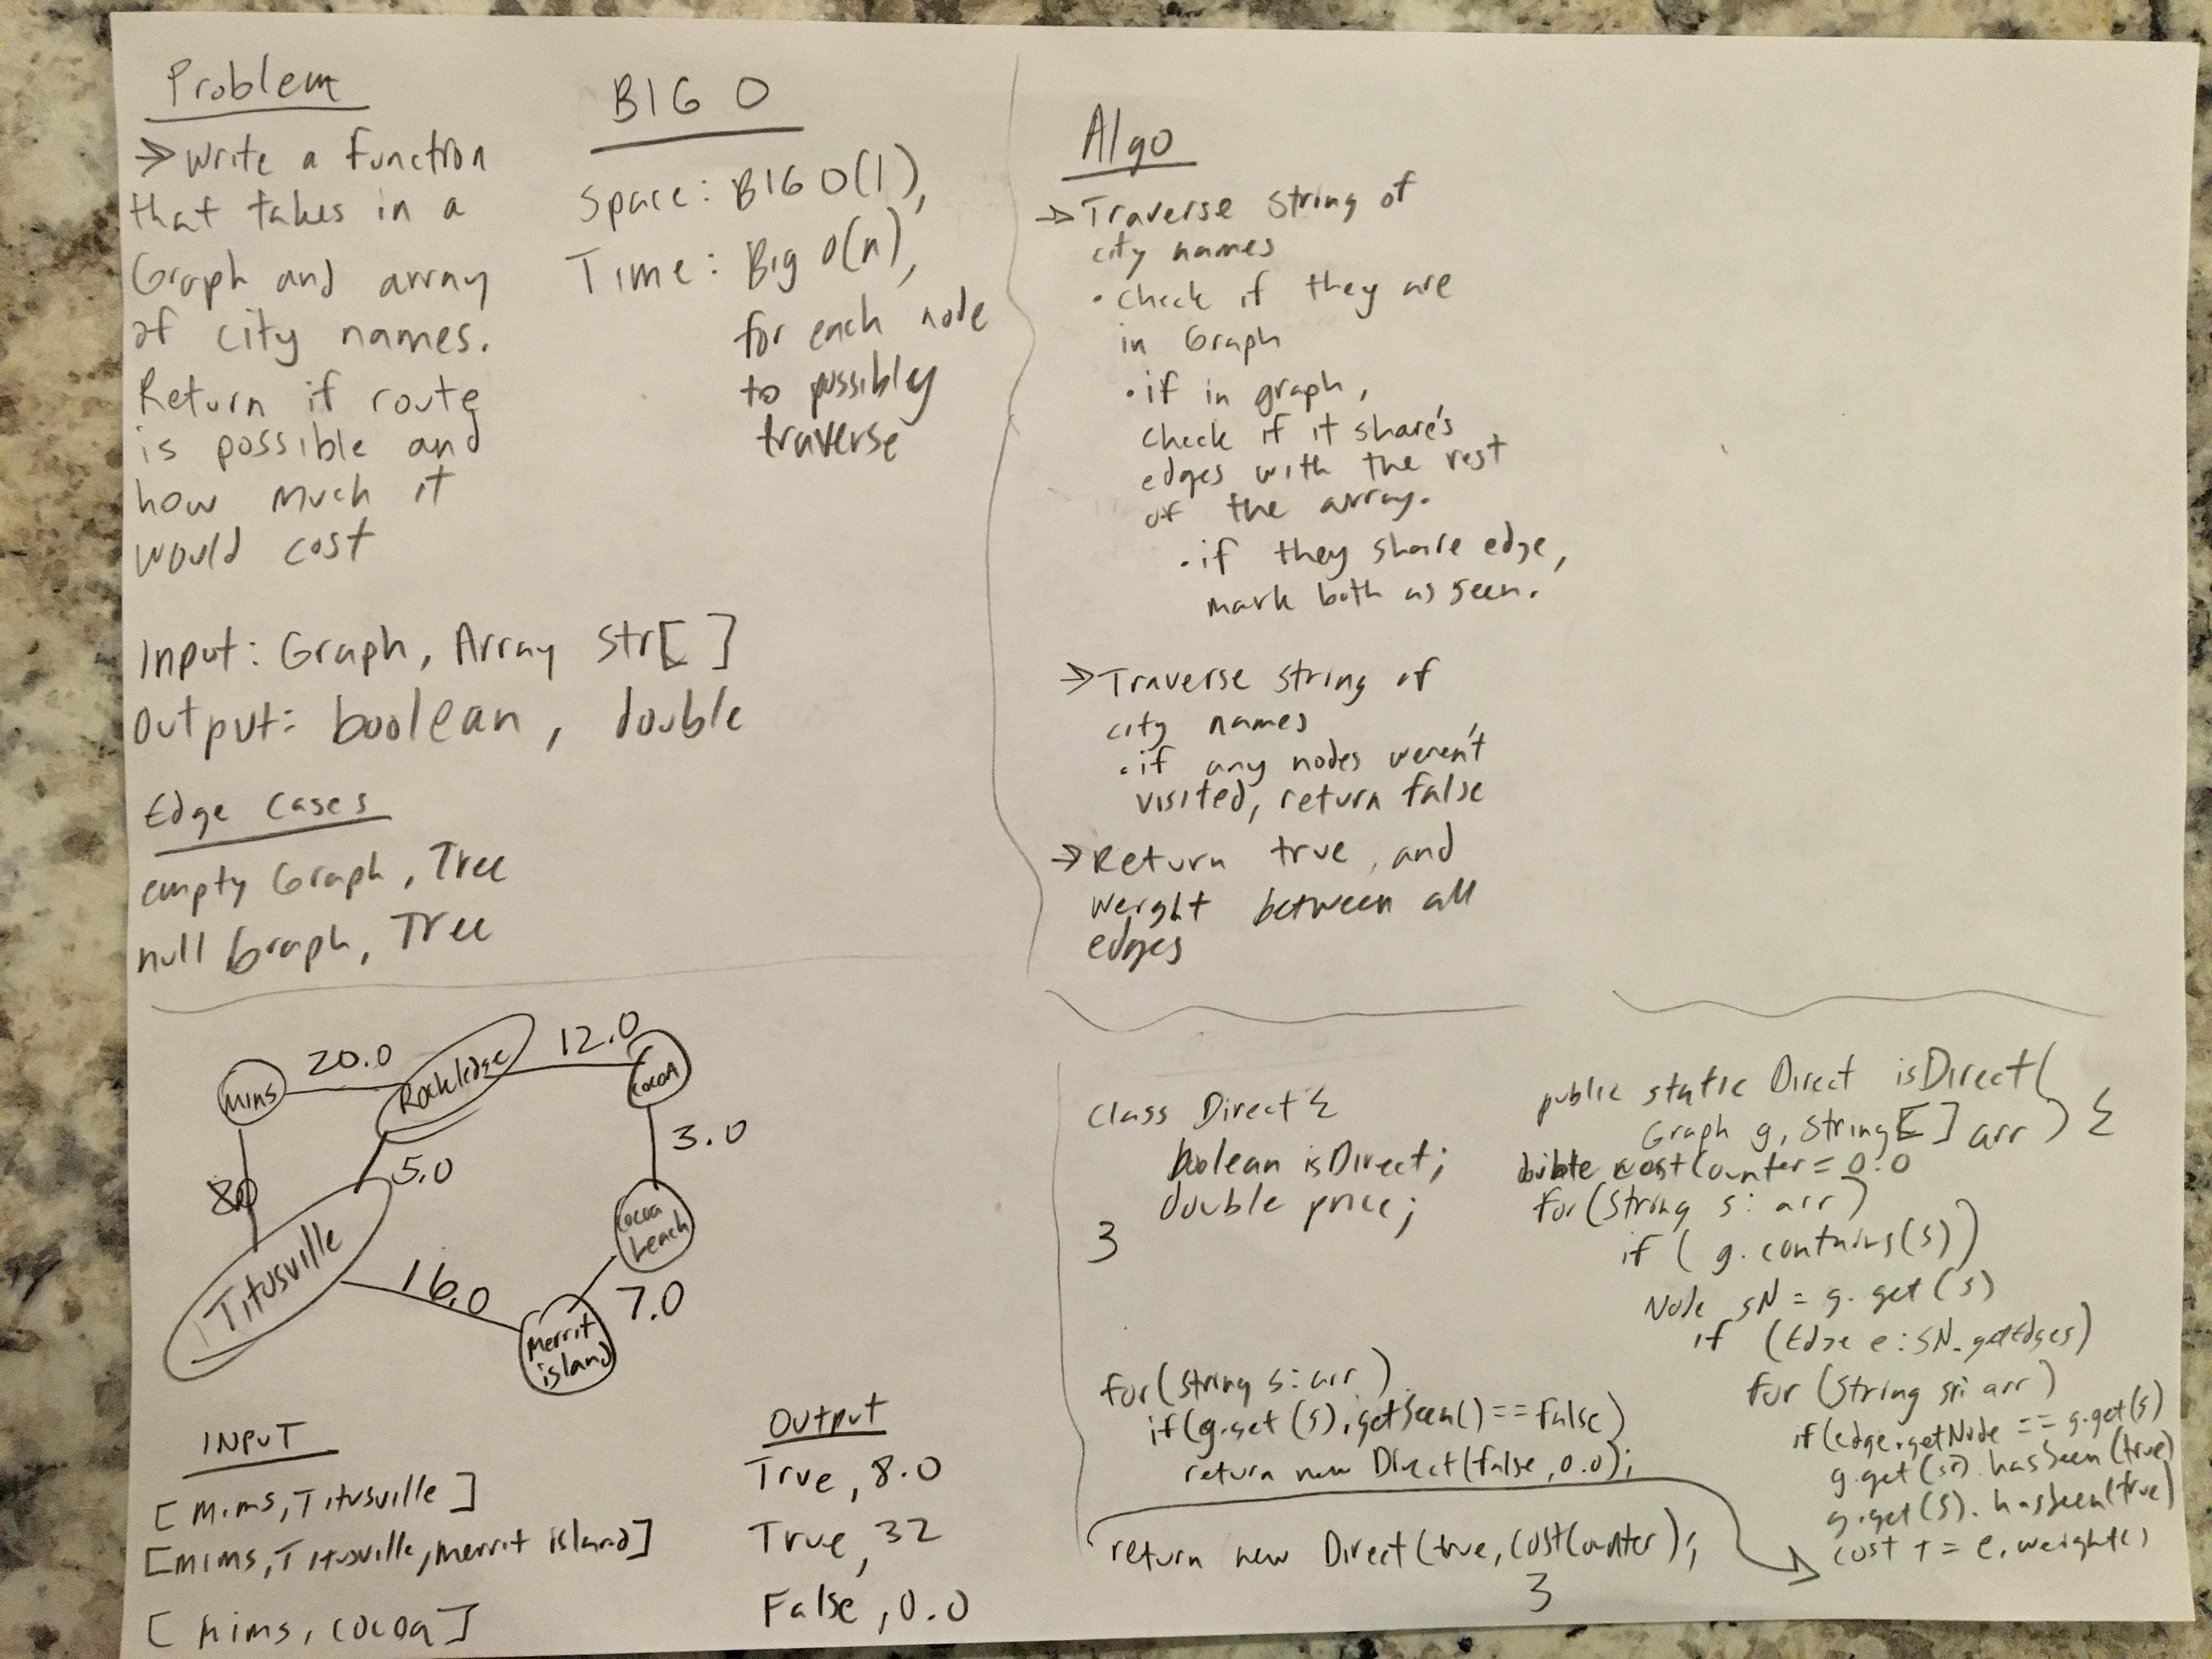 Problem
→ Write a function
that takes in a
Graph and array
of city names.
Return if route
is possible and
how much it
would cost
Input: Graph, Array str[ ]
Output: boolean, double
Edge Cases
empty Graph, Tree
null Graph, Tree
BIG O
Space: BIG O(1),
Time: Big O(n),
for each node
to possibly
traverse
Algo
→ Traverse string of
city names
• check if they are
in Graph
• if in graph,
check if it share's
edges with the rest
of the array.
• if they share edge,
mark both as seen.
→ Traverse string of
city names
• if any nodes weren't
visited, return false
→ Return true, and
weight between all
edges
Mims
20.0
Rockledge
12.0
cocoa
3.0
5.0
cocoa
beach
Titusville
16.0
7.0
Merrit
island
INPUT
[Mims, Titusville]
[Mims, Titusville, Merrit island]
[Mims, cocoa]
Output
True, 8.0
True, 32
False, 0.0
class Direct {
boolean isDirect;
double price;
}
public static Direct isDirect(
Graph g, String[ ] arr) {
double costCounter = 0.0
for(String s: arr)
if ( g.contains(s))
Node sN = g.get(s)
if (Edge e: sN.getEdges)
for (String sr: arr)
if(edge.getNode == g.get(s)
g.get(sr).hasSeen(true)
g.get(s).hasSeen(true)
cost += e.weight()
for(string s: arr)
if(g.get(s).getSeen()==false)
return new Direct(false, 0.0);
return new Direct(true, costCounter);
}